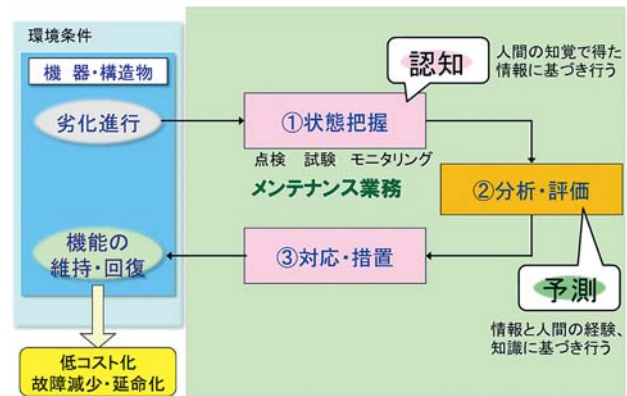 環境条件
機 器・構造物
劣化進行
①状態把握
認知
人間の知覚で得た
情報に基づき行う
点検 試験 モニタリング
メンテナンス業務
②分析・評価
機能の
維持・回復
③対応・措置
予測
情報と人間の経験、
知識に基づき行う
低コスト化
故障減少・延命化